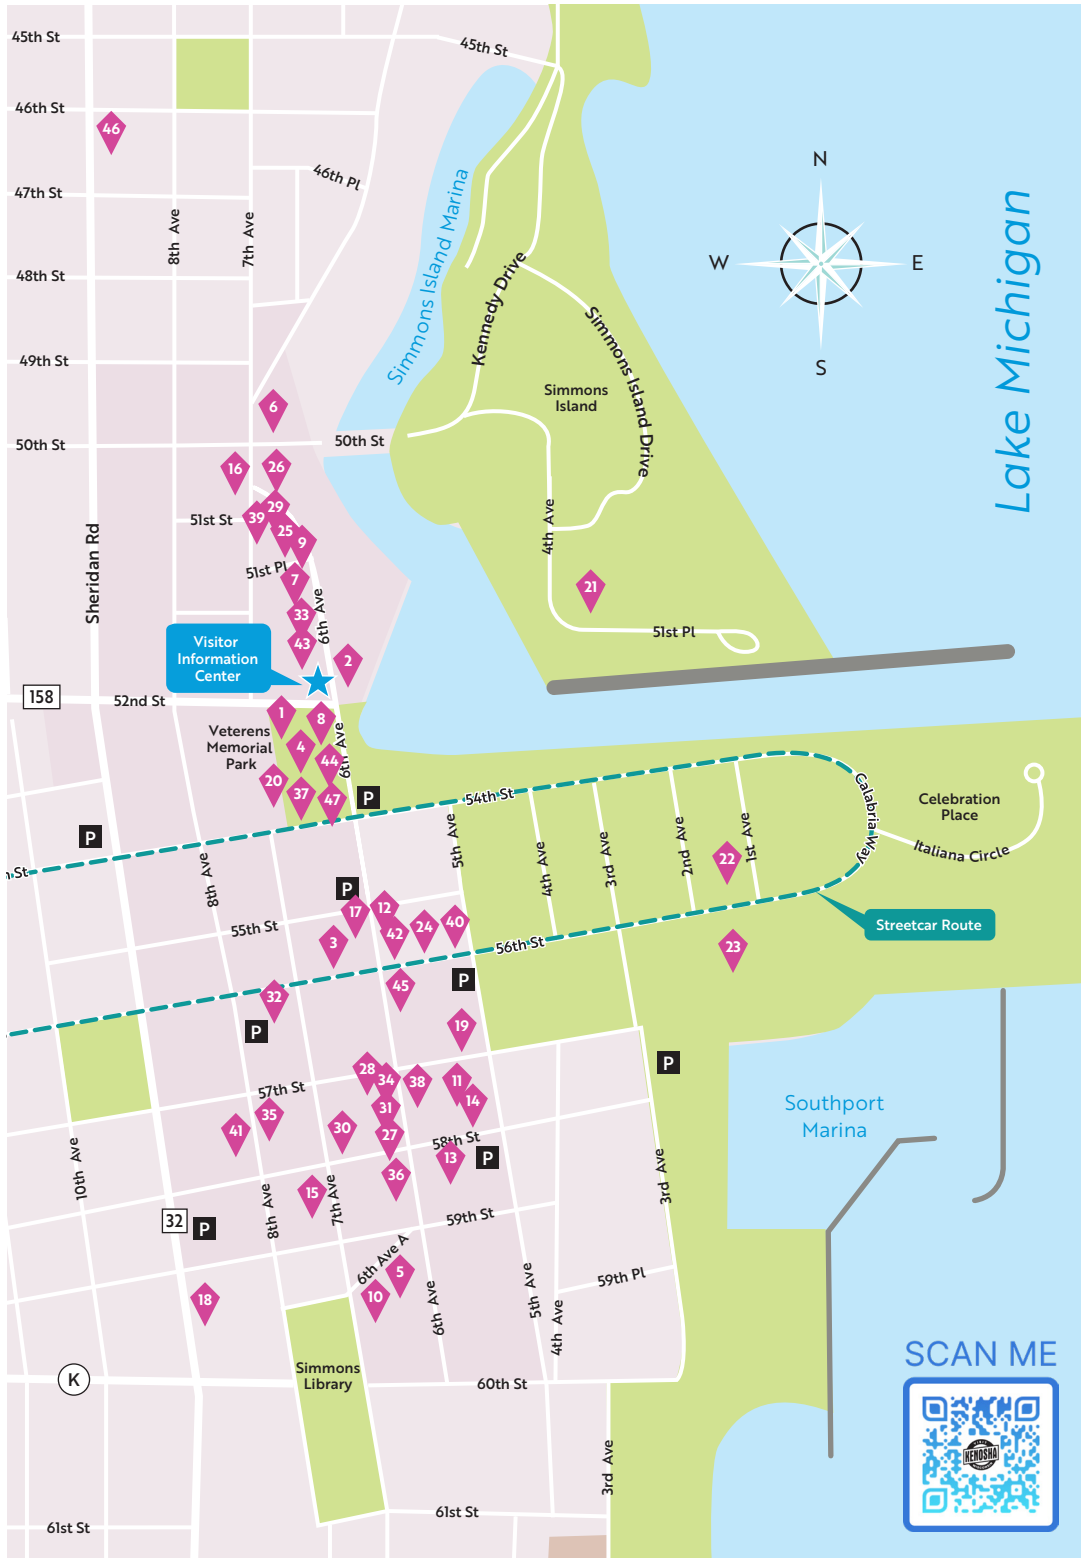 45th St
45th St
46th St
46
46th Pl
47th St
8th Ave
7th Ave
48th St
49th St
Simmons Island Marina
Kennedy Drive
Simmons Island Drive
Simmons
Island
N
W
E
S
Lake Michigan
6
50th St
50th St
16
26
29
39
51st St
25
9
51st Pl
7
4th Ave
21
51st Pl
Sheridan Rd
33
6th Ave
43
2
Visitor
Information
Center
158
52nd St
1
8
Veterens
Memorial
Park
4
44
6th Ave
20
37
47
P
54th St
P
h St
8th Ave
5th Ave
4th Ave
3rd Ave
2nd Ave
1st Ave
22
Calabria Way
Celebration
Place
Italiana Circle
Streetcar Route
P
17
12
55th St
3
42
24
40
56th St
23
P
32
45
P
19
P
28
34
38
11
57th St
14
31
35
41
30
27
58th St
13
P
36
10th Ave
15
8th Ave
7th Ave
3rd Ave
Southport
Marina
32
P
59th St
6th Ave A
5
10
18
6th Ave
5th Ave
4th Ave
59th Pl
K
Simmons
Library
60th St
3rd Ave
61st St
61st St
SCAN ME
KENOSHA